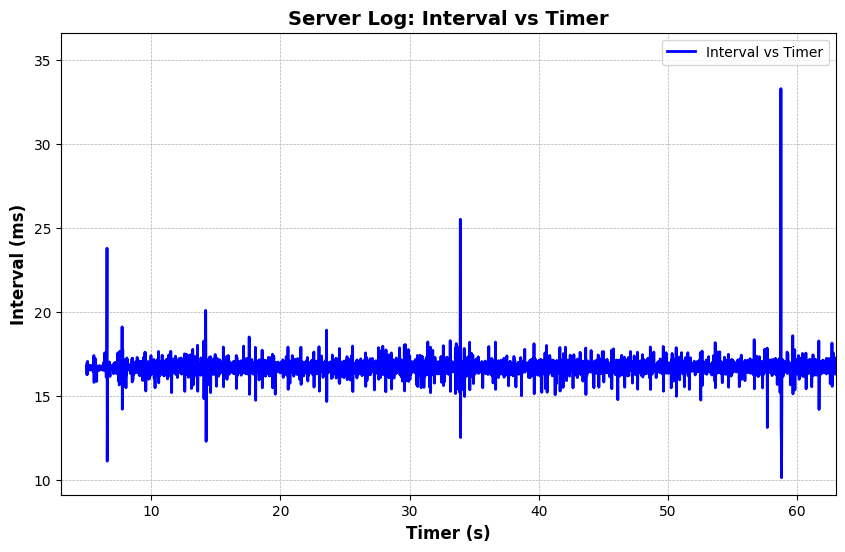 Server Log: Interval vs Timer
Interval vs Timer
35
30
25
20
15
10
Interval (ms)
10 20 30 40 50 60
Timer (s)